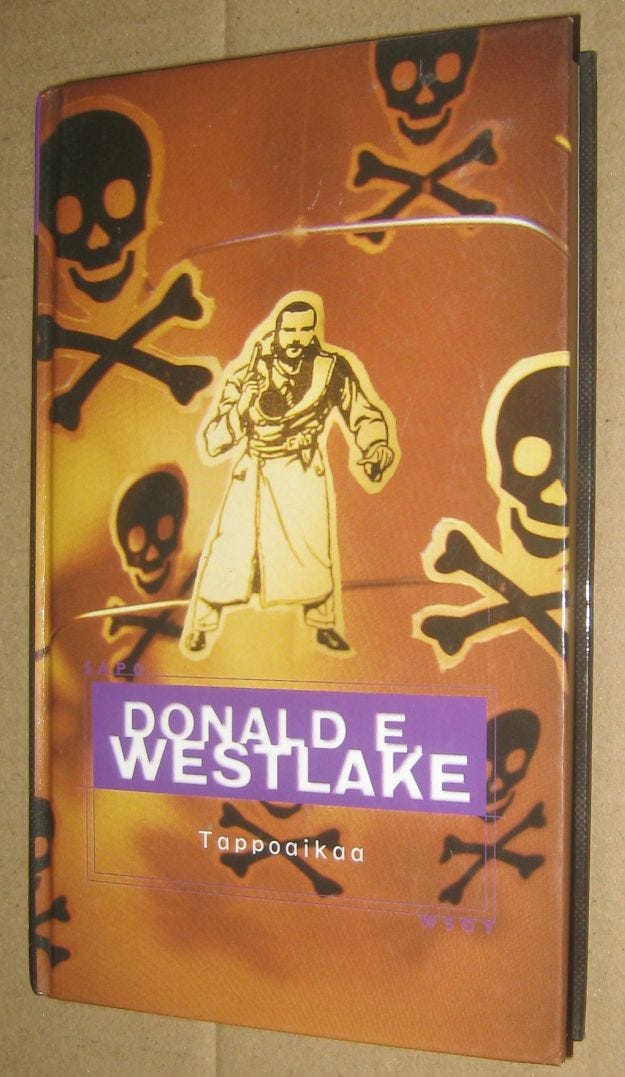 SAPO
DONALD E.
WESTLAKE
Tappoaikaa
WSOY